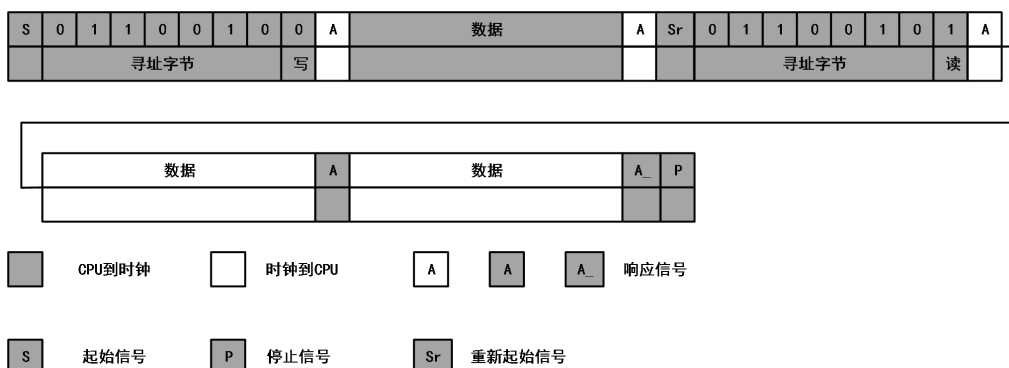 S 0 1 1 0 0 1 0 0 A 数据 A Sr 0 1 1 0 0 1 0 1 A
寻址字节 写 寻址字节 读
数据 A 数据 A_ P
CPU到时钟 时钟到CPU A A A_ 响应信号
S 起始信号 P 停止信号 Sr 重新起始信号